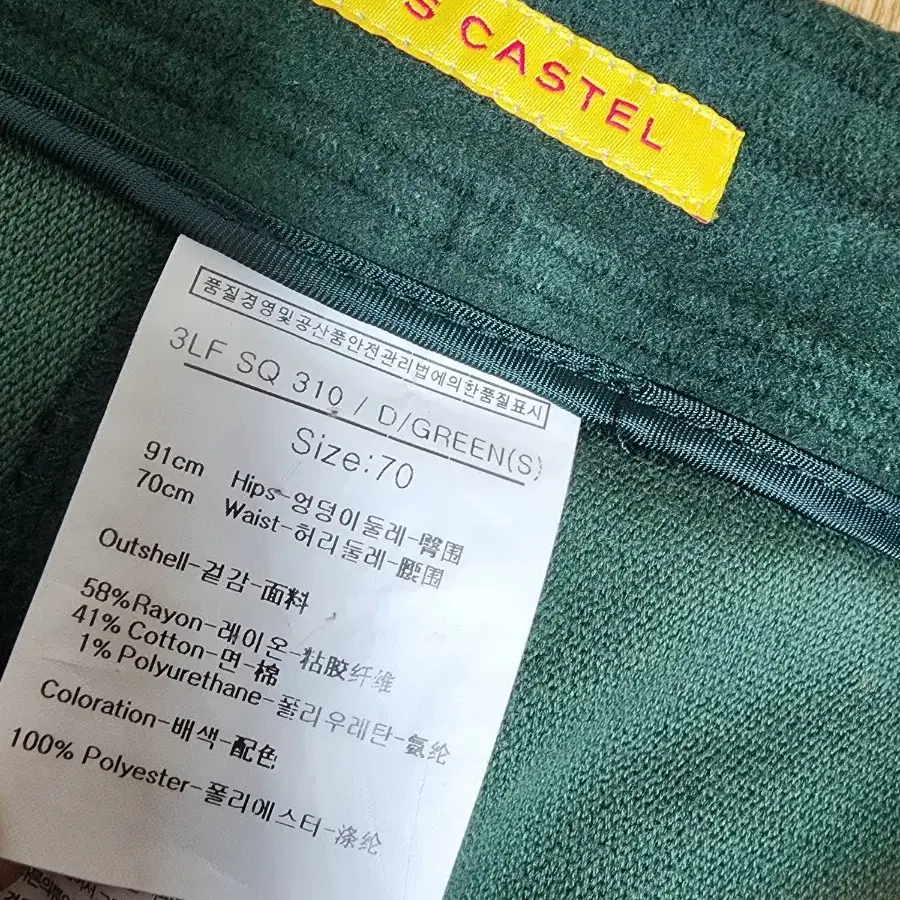 S CASTEL
품질경영및공산품안전관리법에의한품질표시
3LF SQ 310 / D/GREEN(S)
Size:70
91cm Hips-엉덩이둘레-臀围
70cm Waist-허리둘레-腰围
Outshell-겉감-面料
58%Rayon-레이온-粘胶纤维
41% Cotton-면-棉
1% Polyurethane-폴리우레탄-氨纶
Coloration-배색-配色
100% Polyester-폴리에스터-涤纶